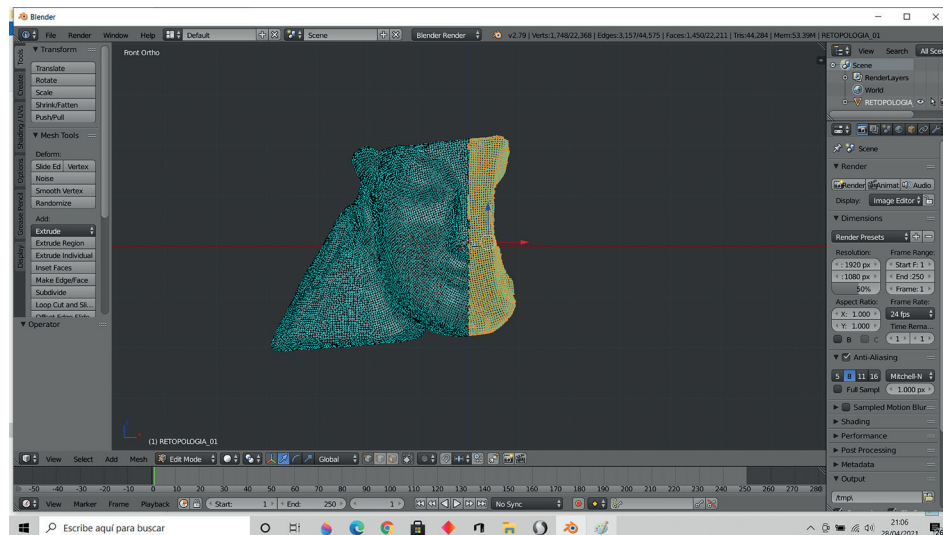 Blender
File Render Window Help Default Scene Blender Render v2.79 | Verts:1,748/22,368 | Edges:3,157/44,575 | Faces:1,450/22,211 | Tris:44,284 | Mem:53.39M | RETOPOLOGIA_01
Tools
Create
Shading / UVs
Options
Grease Pencil
Display
Transform
Translate
Rotate
Scale
Shrink/Fatten
Push/Pull
Mesh Tools
Deform:
Slide Ed Vertex
Noise
Smooth Vertex
Randomize
Add:
Extrude
Extrude Region
Extrude Individual
Inset Faces
Make Edge/Face
Subdivide
Loop Cut and Sli...
Offset Edge Slide
Operator
Front Ortho
(1) RETOPOLOGIA_01
View Search All Sce
Scene
RenderLayers
World
RETOPOLOGIA
Scene
Render
Render Animat Audio
Display: Image Editor
Dimensions
Render Presets
Resolution: Frame Range:
: 1920 px Start F: 1
:1080 px End :250
50% Frame: 1
Aspect Ratio: Frame Rate:
X: 1.000 24 fps
Y: 1.000 Time Rema...
B C 1 1
Anti-Aliasing
5 8 11 16 Mitchell-N
Full Sampl 1.000 px
Sampled Motion Blur
Shading
Performance
Post Processing
Metadata
Output
/tmp\
View Select Add Mesh Edit Mode Global
-50 -40 -30 -20 -10 0 10 20 30 40 50 60 70 80 90 100 110 120 130 140 150 160 170 180 190 200 210 220 230 240 250 260 270 280
View Marker Frame Playback Start: 1 End: 250 1 No Sync
Escribe aquí para buscar
21:06
28/04/2021